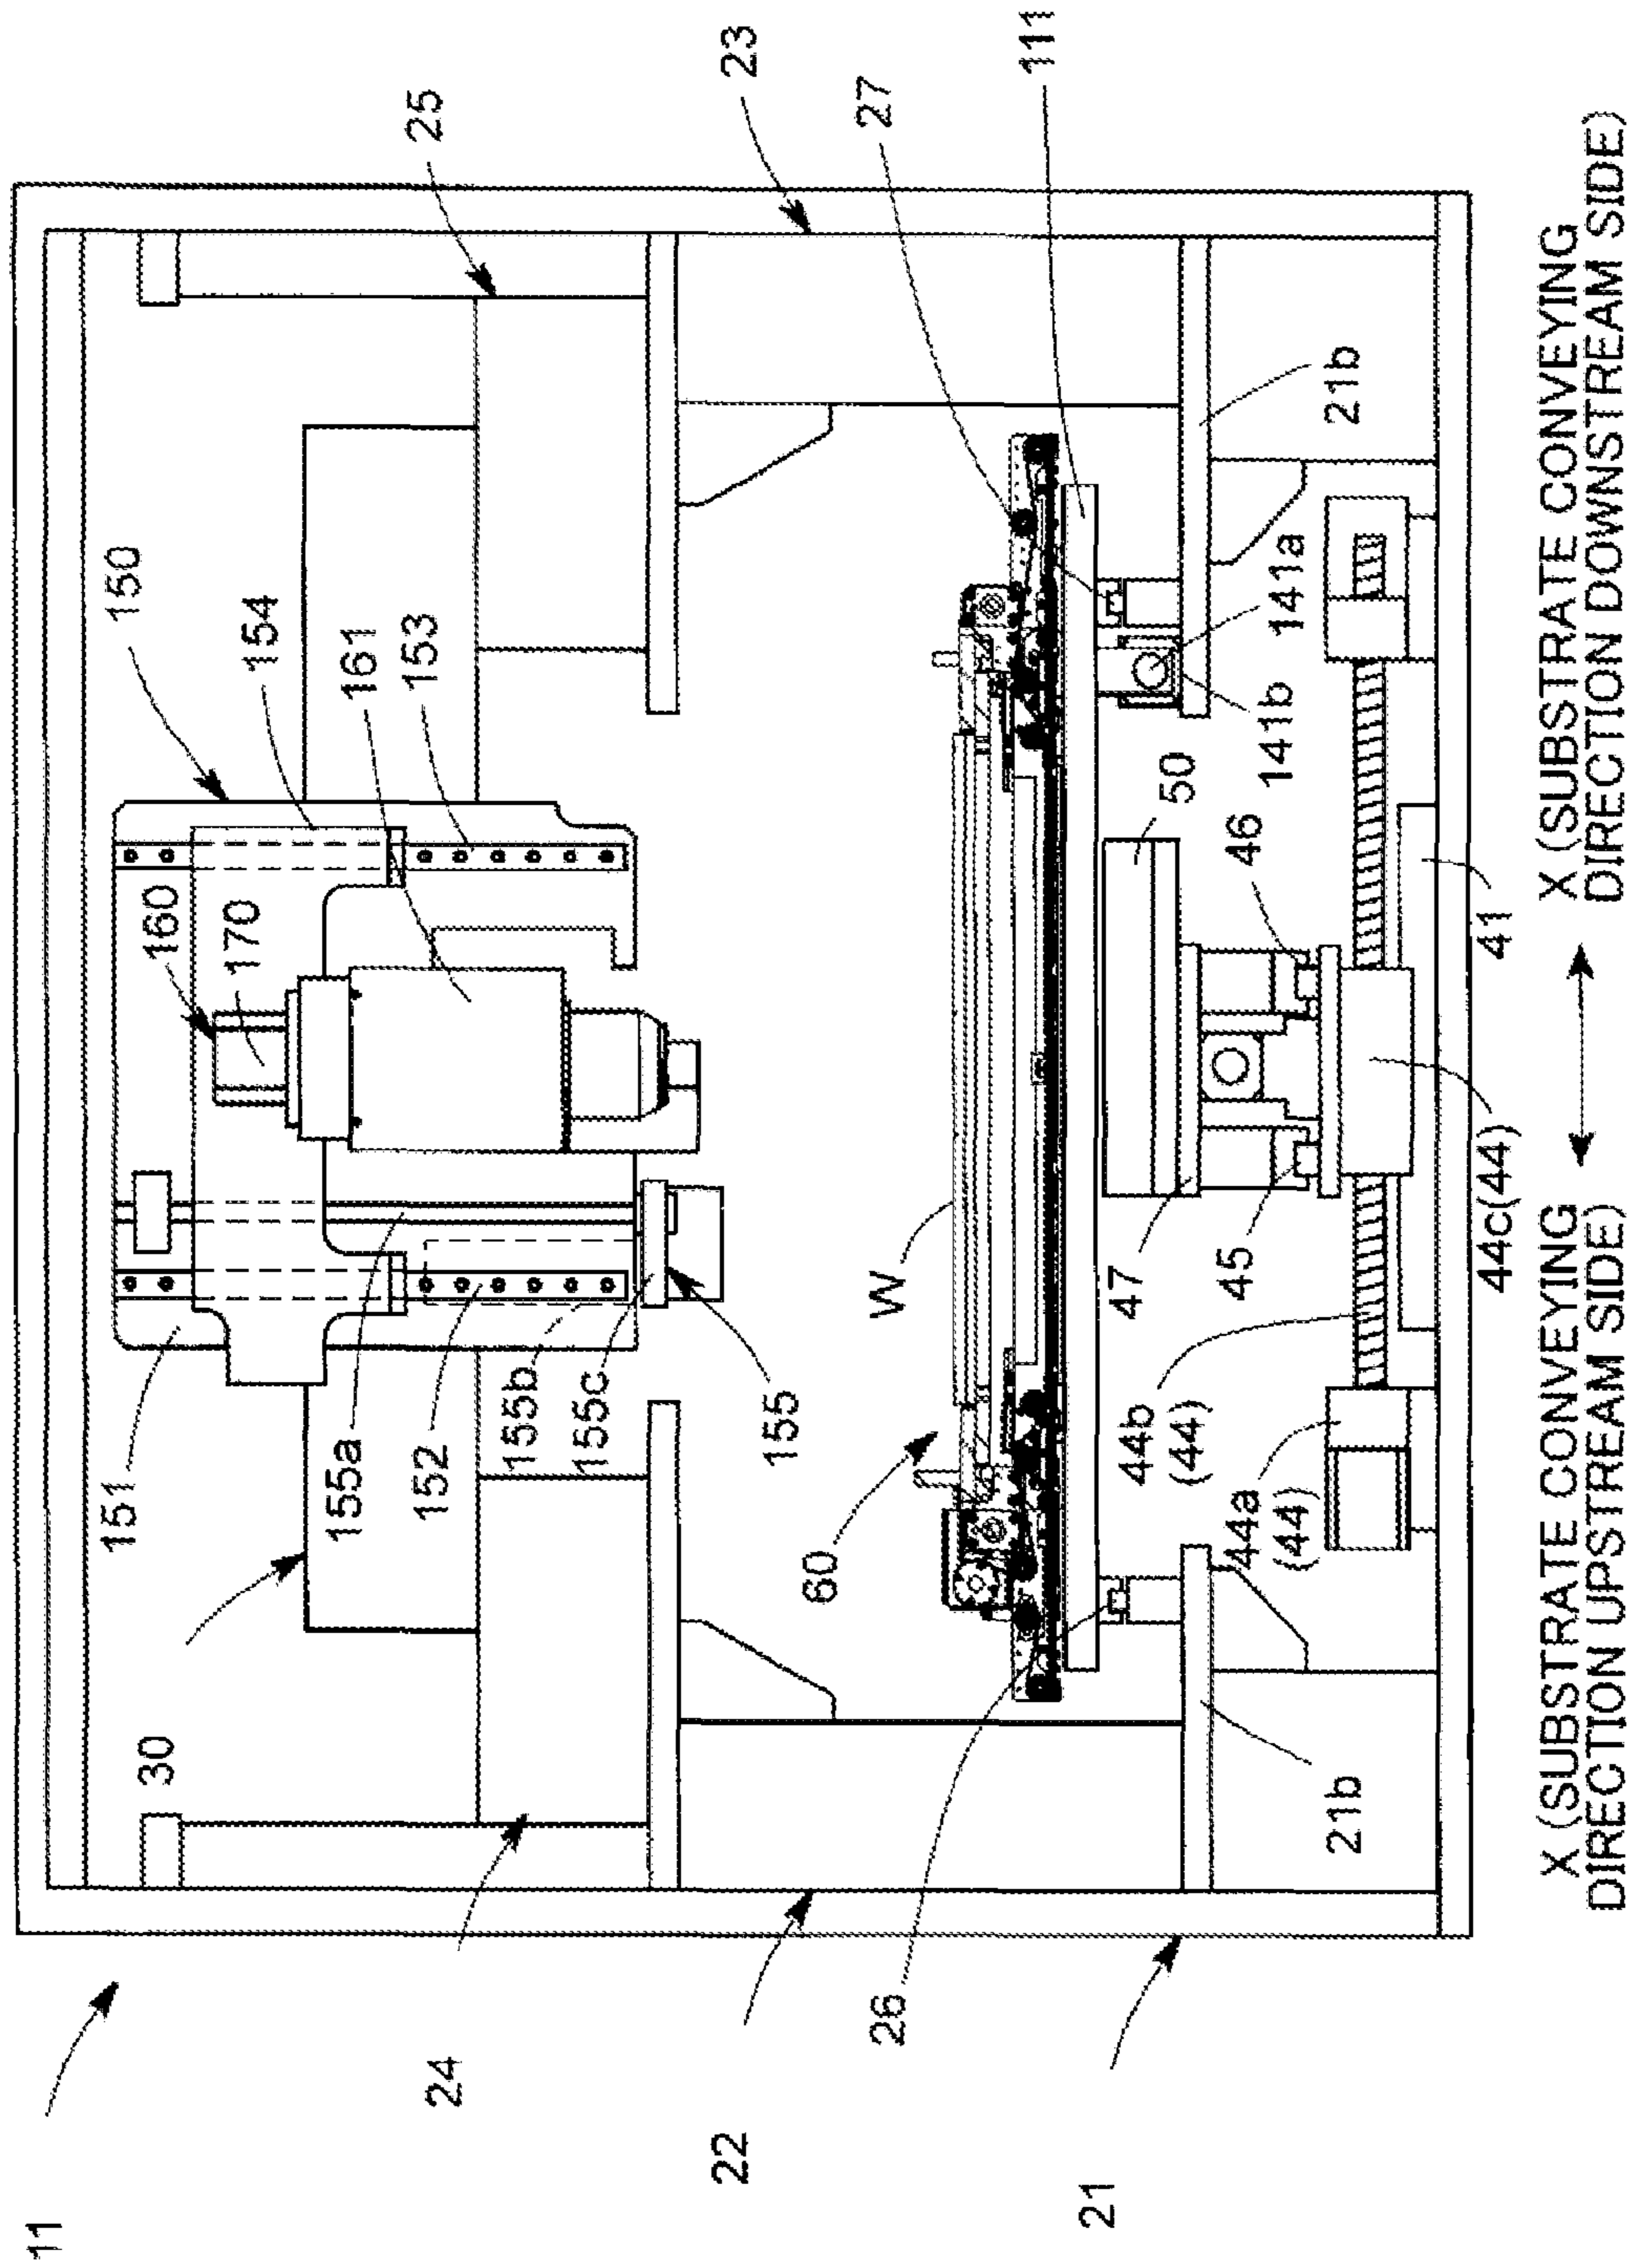 11
30
24
22
21
151
155a
152
155b
155c
155
160
170
150
154
161
153
25
23
27
111
60
W
26
21b
21b
141a
141b
50
46
47
45
44a
(44)
44b
(44)
44c(44)
41
X (SUBSTRATE CONVEYING
DIRECTION UPSTREAM SIDE)
X (SUBSTRATE CONVEYING
DIRECTION DOWNSTREAM SIDE)